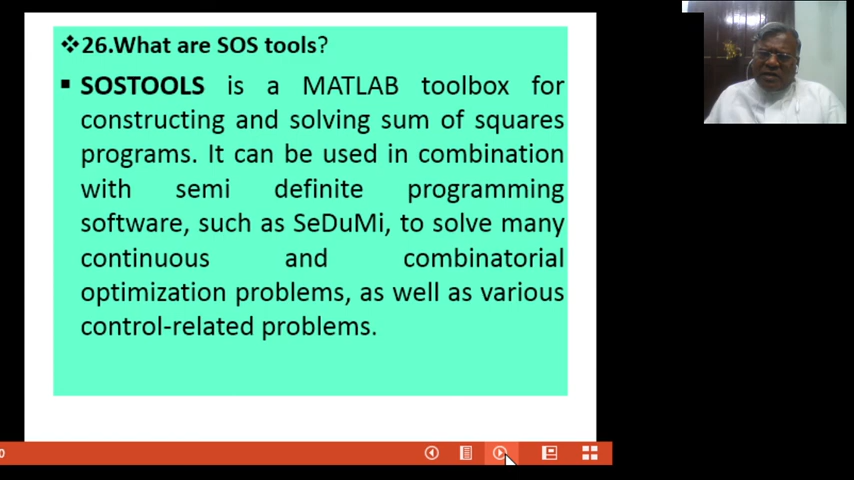 ❖26.What are SOS tools?
▪ SOSTOOLS is a MATLAB toolbox for
constructing and solving sum of squares
programs. It can be used in combination
with semi definite programming
software, such as SeDuMi, to solve many
continuous and combinatorial
optimization problems, as well as various
control-related problems.
0